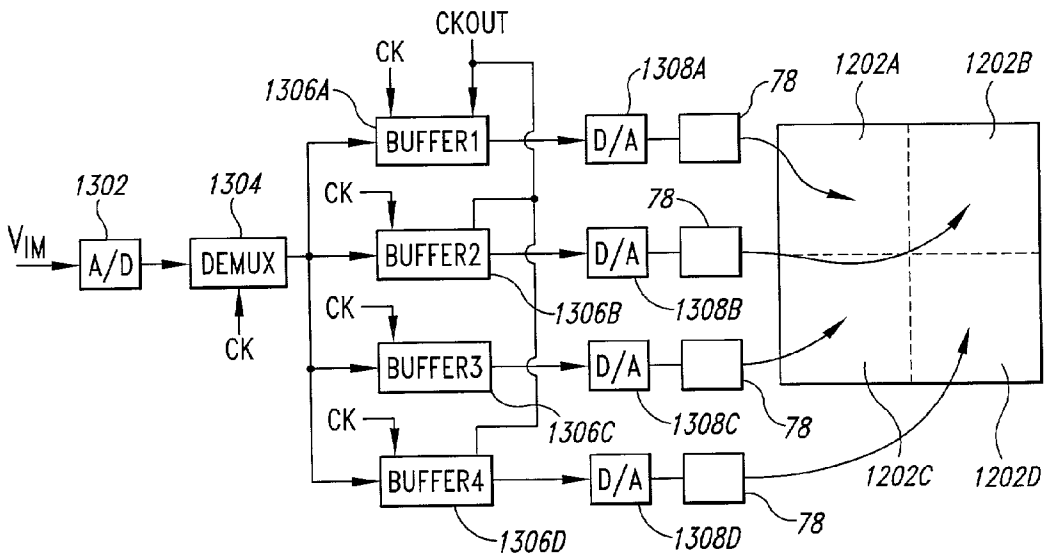 CKOUT
CK
1306A
BUFFER1
1308A
D/A
78
1202A
1202B
1302
1304
VIM
A/D
DEMUX
CK
CK
BUFFER2
1306B
D/A
1308B
78
CK
BUFFER3
1306C
D/A
1308C
78
CK
BUFFER4
1306D
D/A
1308D
78
1202C
1202D